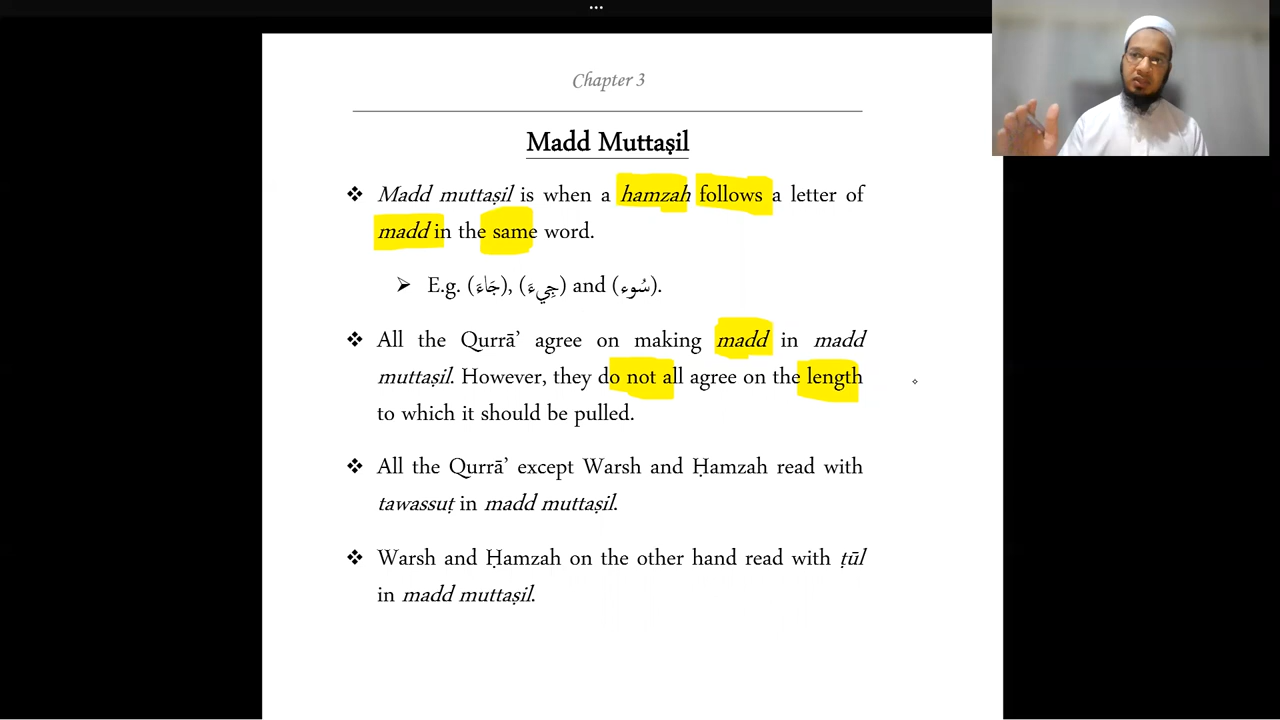 Chapter 3
Madd Muttaṣil
❖ Madd muttaṣil is when a hamzah follows a letter of
madd in the same word.
➢ E.g. (جَاءَ), (جِيءَ) and (سُوء).
❖ All the Qurrā’ agree on making madd in madd
muttaṣil. However, they do not all agree on the length
to which it should be pulled.
❖ All the Qurrā’ except Warsh and Ḥamzah read with
tawassuṭ in madd muttaṣil.
❖ Warsh and Ḥamzah on the other hand read with ṭūl
in madd muttaṣil.